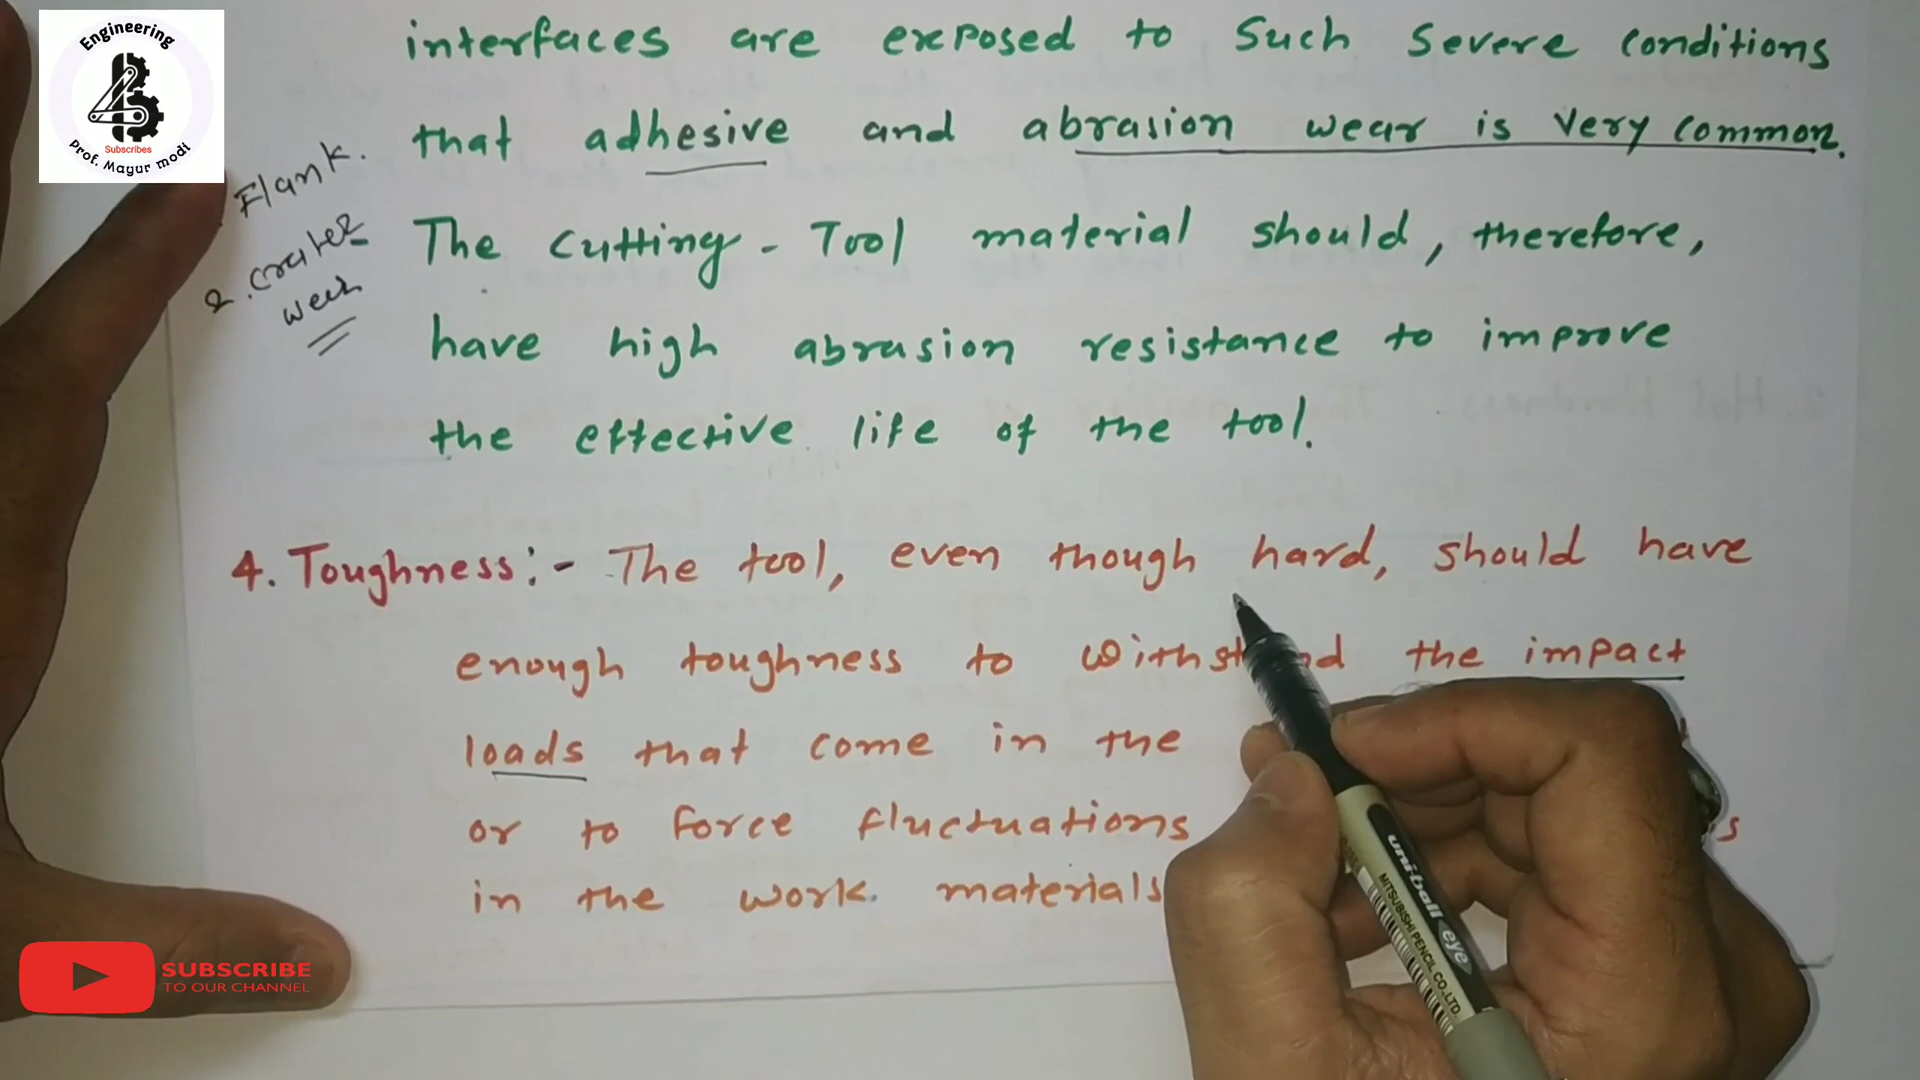 Engineering
Subscribes
Prof. Mayur modi
interfaces are exposed to such severe conditions
that adhesive and abrasion wear is very common.
Flank.
2. crater
wear
- The cutting - Tool material should, therefore,
have high abrasion resistance to improve
the effective life of the tool.
4. Toughness:- The tool, even though hard, should have
enough toughness to withstand the impact
loads that come in the
or to force fluctuations
in the work materials
uni-ball eye
MITSUBISHI PENCIL CO., LTD.
SUBSCRIBE
TO OUR CHANNEL